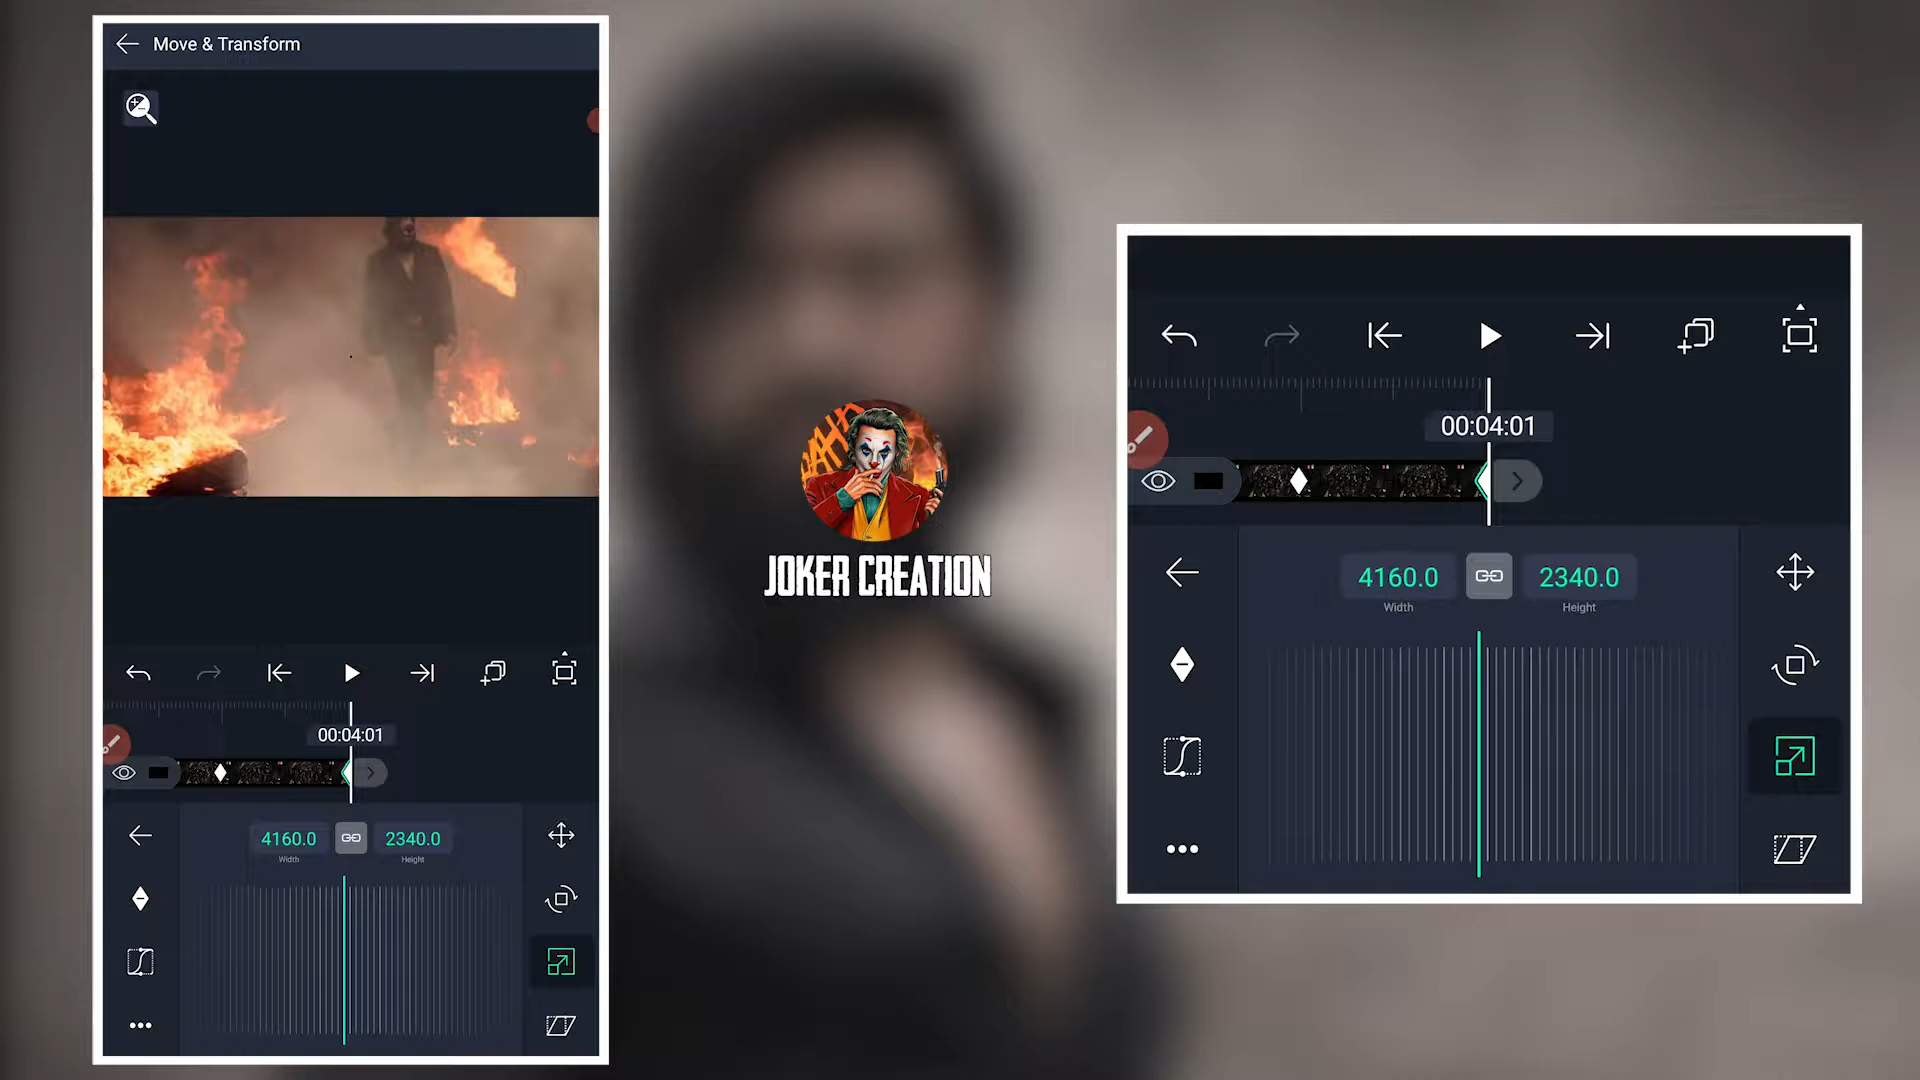 Move & Transform
00:04:01
4160.0
2340.0
Width
Height
JOKER CREATION
00:04:01
4160.0
2340.0
Width
Height